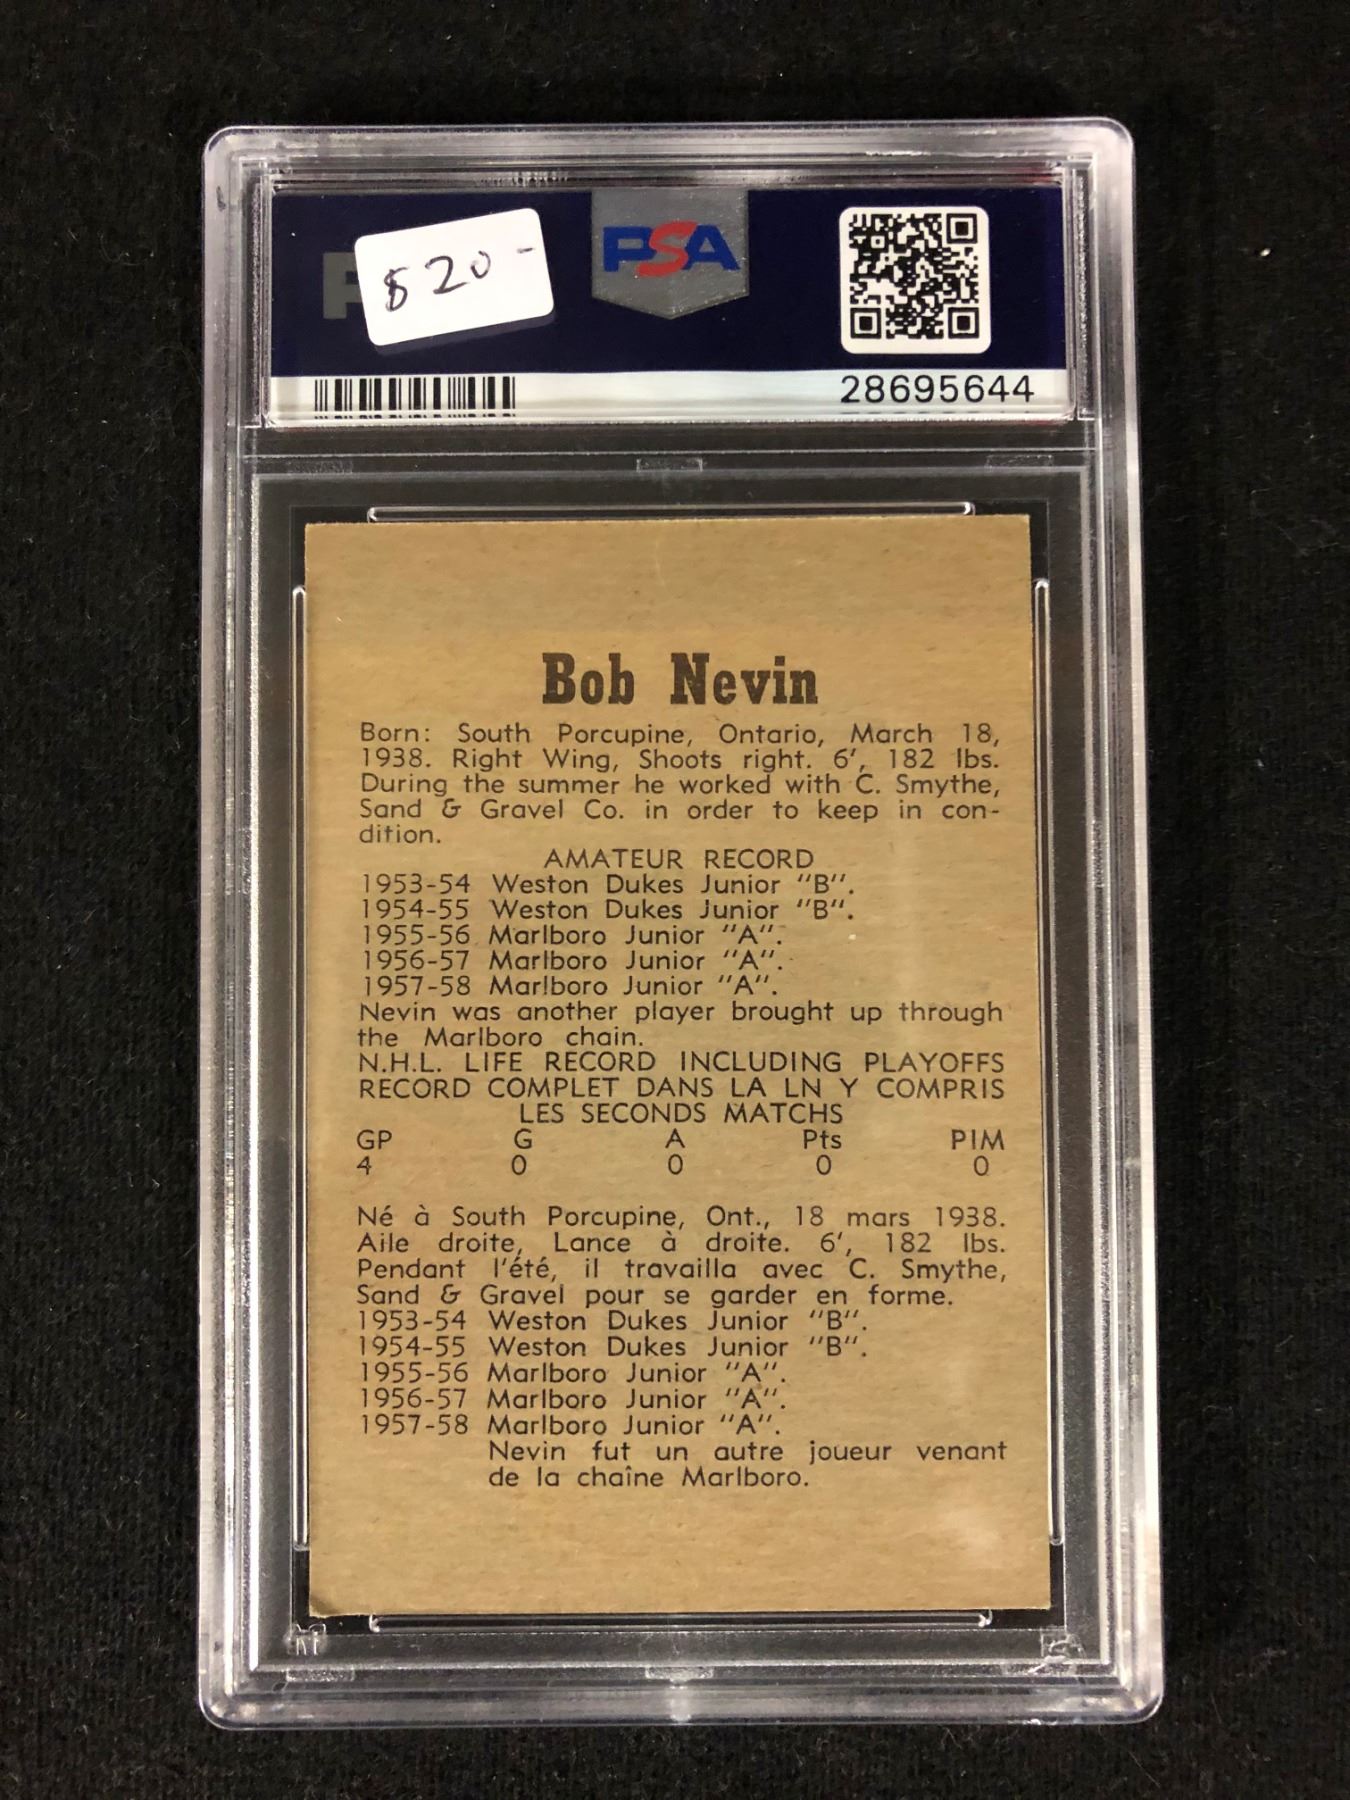 $20-
PSA
28695644
Bob Nevin
Born: South Porcupine, Ontario, March 18,
1938. Right Wing, Shoots right. 6', 182 lbs.
During the summer he worked with C. Smythe,
Sand & Gravel Co. in order to keep in con-
dition.
AMATEUR RECORD
1953-54 Weston Dukes Junior "B".
1954-55 Weston Dukes Junior "B".
1955-56 Marlboro Junior "A".
1956-57 Marlboro Junior "A".
1957-58 Marlboro Junior "A".
Nevin was another player brought up through
the Marlboro chain.
N.H.L. LIFE RECORD INCLUDING PLAYOFFS
RECORD COMPLET DANS LA LN Y COMPRIS
LES SECONDS MATCHS
GP G A Pts PIM
4 0 0 0 0
Né à South Porcupine, Ont., 18 mars 1938.
Aile droite, Lance à droite. 6', 182 lbs.
Pendant l'été, il travailla avec C. Smythe,
Sand & Gravel pour se garder en forme.
1953-54 Weston Dukes Junior "B".
1954-55 Weston Dukes Junior "B".
1955-56 Marlboro Junior "A".
1956-57 Marlboro Junior "A".
1957-58 Marlboro Junior "A".
Nevin fut un autre joueur venant
de la chaîne Marlboro.